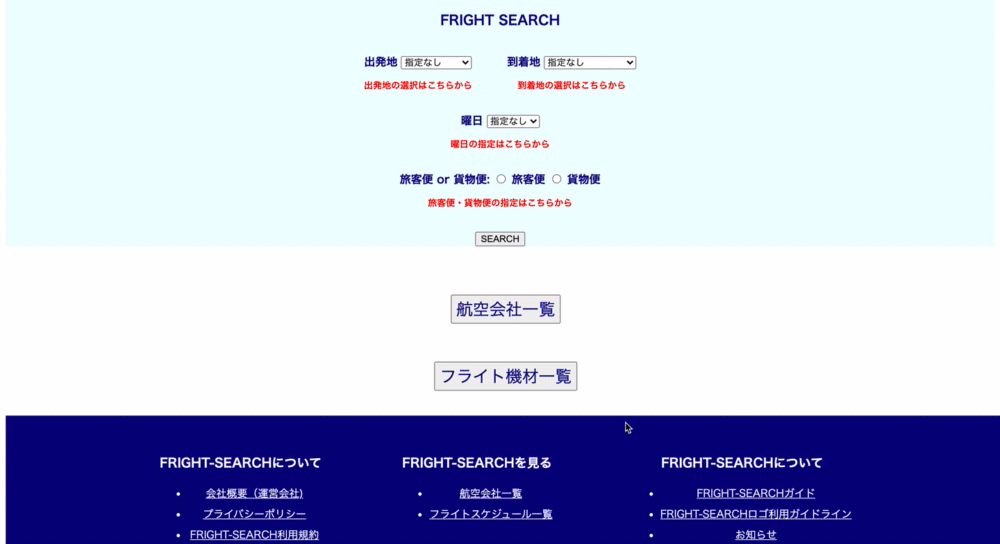 FRIGHT SEARCH
出発地 指定なし 到着地 指定なし
出発地の選択はこちらから 到着地の選択はこちらから
曜日 指定なし
曜日の指定はこちらから
旅客便 or 貨物便: 旅客便 貨物便
旅客便・貨物便の指定はこちらから
SEARCH
航空会社一覧
フライト機材一覧
FRIGHT-SEARCHについて
会社概要（運営会社)
プライバシーポリシー
FRIGHT-SEARCH利用規約
FRIGHT-SEARCHを見る
航空会社一覧
フライトスケジュール一覧
FRIGHT-SEARCHについて
FRIGHT-SEARCHガイド
FRIGHT-SEARCHロゴ利用ガイドライン
お知らせ